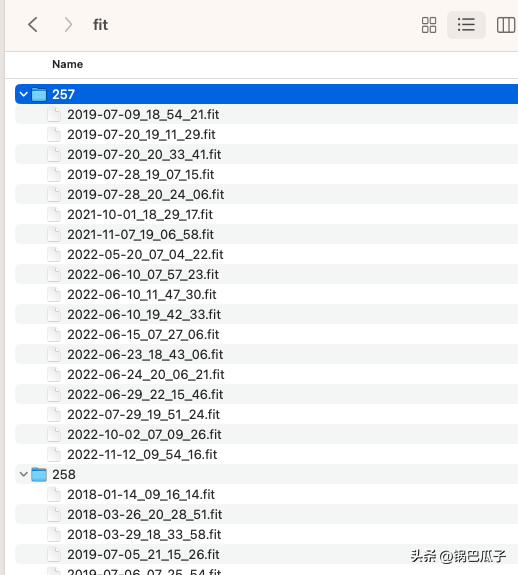 fit
Name
257
2019-07-09_18_54_21.fit
2019-07-20_19_11_29.fit
2019-07-20_20_33_41.fit
2019-07-28_19_07_15.fit
2019-07-28_20_24_06.fit
2021-10-01_18_29_17.fit
2021-11-07_19_06_58.fit
2022-05-20_07_04_22.fit
2022-06-10_07_57_23.fit
2022-06-10_11_47_30.fit
2022-06-10_19_42_33.fit
2022-06-15_07_27_06.fit
2022-06-23_18_43_06.fit
2022-06-24_20_06_21.fit
2022-06-29_22_15_46.fit
2022-07-29_19_51_24.fit
2022-10-02_07_09_26.fit
2022-11-12_09_54_16.fit
258
2018-01-14_09_16_14.fit
2018-03-26_20_28_51.fit
2018-03-29_18_33_58.fit
2019-07-05_21_15_26.fit
2019-07-06_07_25_54.fit
头条 @锅巴瓜子